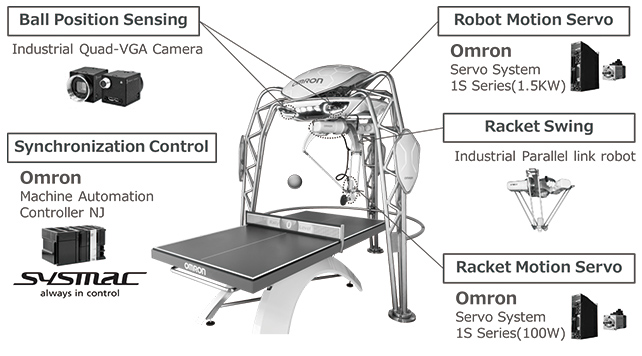 Ball Position Sensing
Industrial Quad-VGA Camera
Synchronization Control
Omron
Machine Automation
Controller NJ
sysmac
always in control
OMRON
OMRON
Robot Motion Servo
Omron
Servo System
1S Series(1.5KW)
Racket Swing
Industrial Parallel link robot
Racket Motion Servo
Omron
Servo System
1S Series(100W)